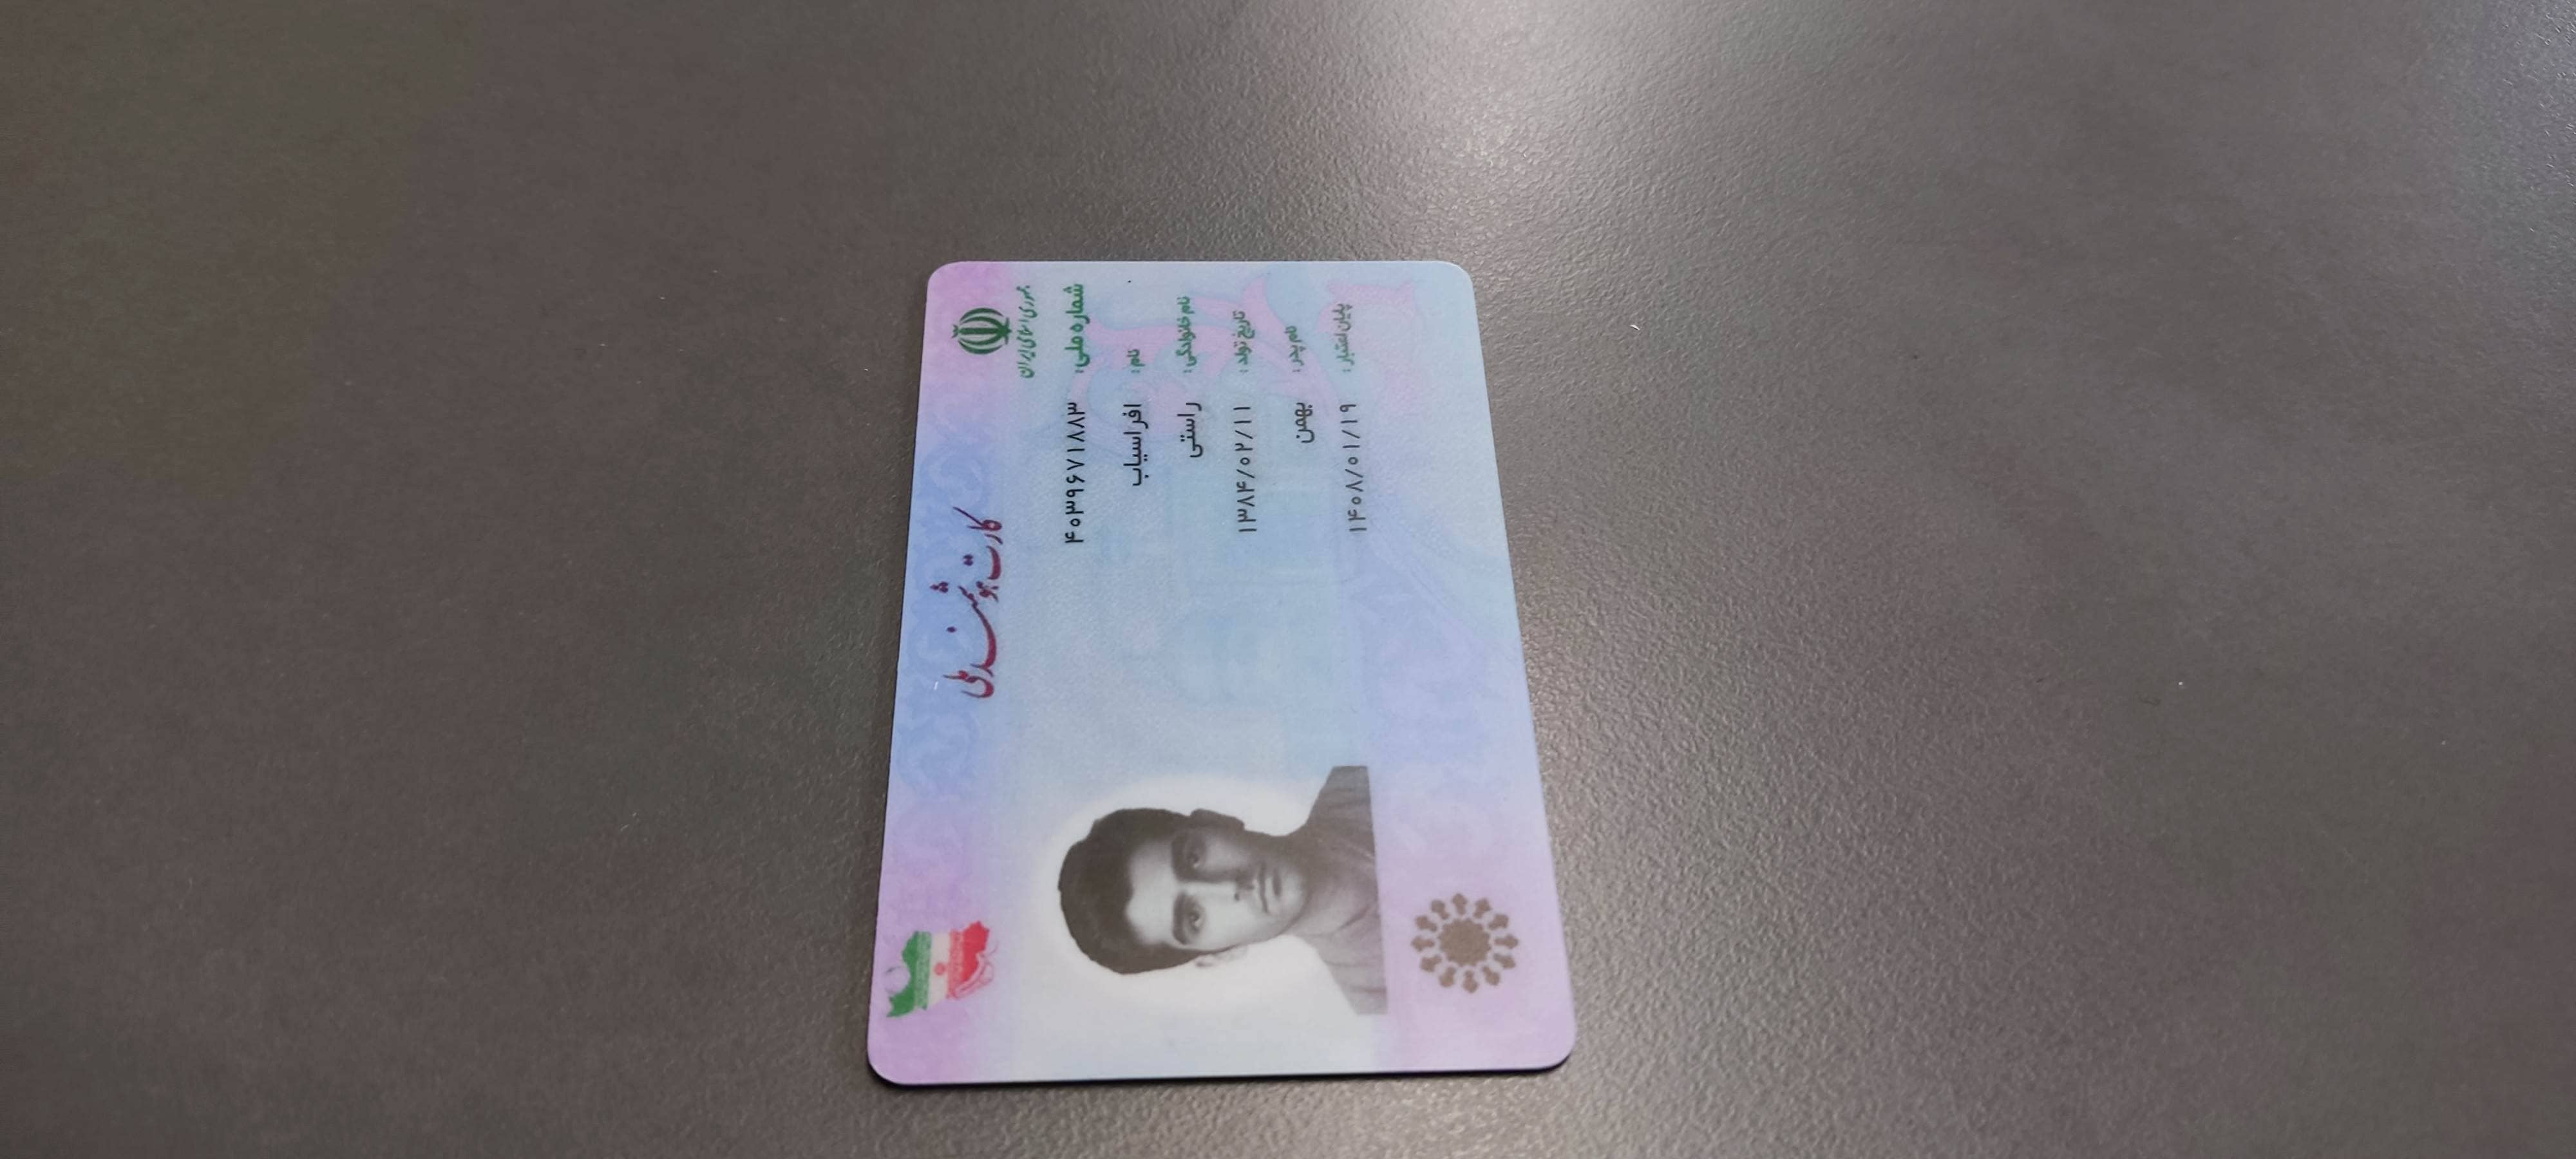 جمهوری اسلامی ایران
کارت هوشمند ملی
شماره ملی: ۴۰۳۹۶۷۱۸۸۳
نام: افراسیاب
نام خانوادگی: راستی
تاریخ تولد: ۱۳۸۴/۰۲/۱۱
نام پدر: بهمن
پایان اعتبار: ۱۴۰۸/۰۱/۱۹